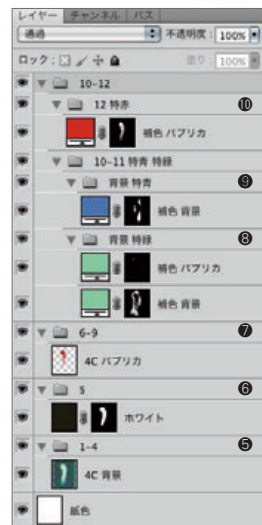 レイヤー チャンネル パス
通過 不透明度: 100%
ロック: 塗り: 100%
10-12
12 特赤 ❿
補色 パプリカ
10-11 特青 特緑
背景 特青 ❾
補色 背景
背景 特緑 ❽
補色 パプリカ
補色 背景
6-9 ❼
4C パプリカ
5 ❻
ホワイト
1-4 ❺
4C 背景
紙色